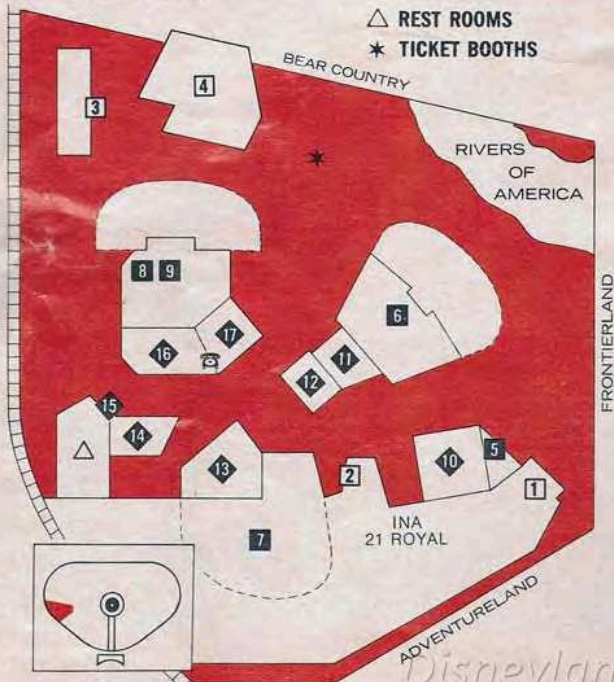 △ REST ROOMS
✶ TICKET BOOTHS
BEAR COUNTRY
3
4
RIVERS
OF
AMERICA
FRONTIERLAND
8 9
6
17
16
11
12
15
14
13
10
5
2
1
INA
21 ROYAL
7
ADVENTURELAND